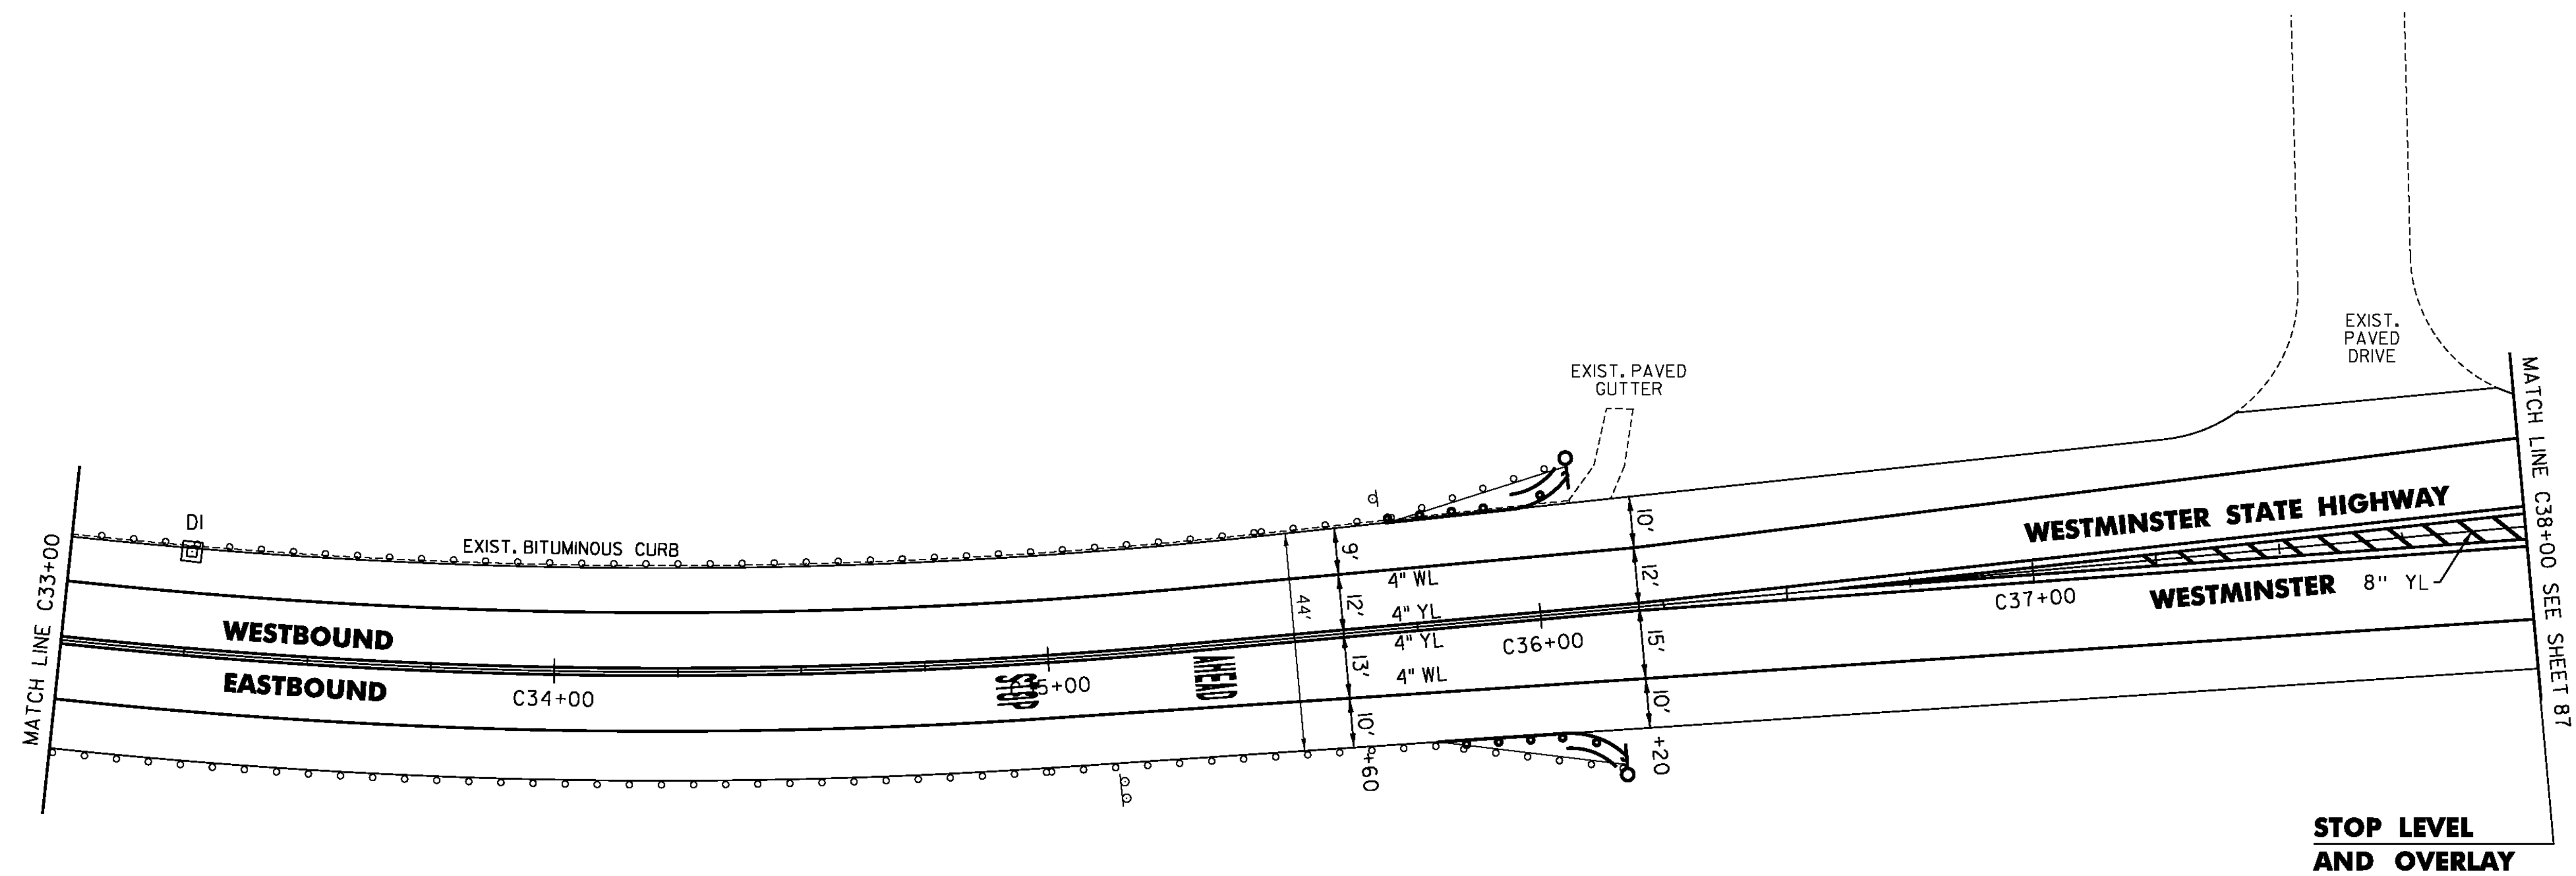 MATCH LINE C33+00
DI
EXIST. BITUMINOUS CURB
WESTBOUND
EASTBOUND
C34+00
STOP
AHEAD
44'
9'
12'
13'
10'
+60
4" WL
4" YL
4" YL
4" WL
EXIST. PAVED
GUTTER
C36+00
10'
12'
15'
10'
+20
WESTMINSTER STATE HIGHWAY
C37+00
WESTMINSTER
8" YL
EXIST.
PAVED
DRIVE
MATCH LINE C38+00 SEE SHEET 87
STOP LEVEL
AND OVERLAY